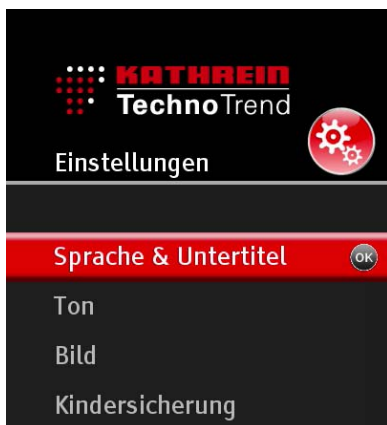 KATHREIN
TechnoTrend
Einstellungen
Sprache & Untertitel OK
Ton
Bild
Kindersicherung